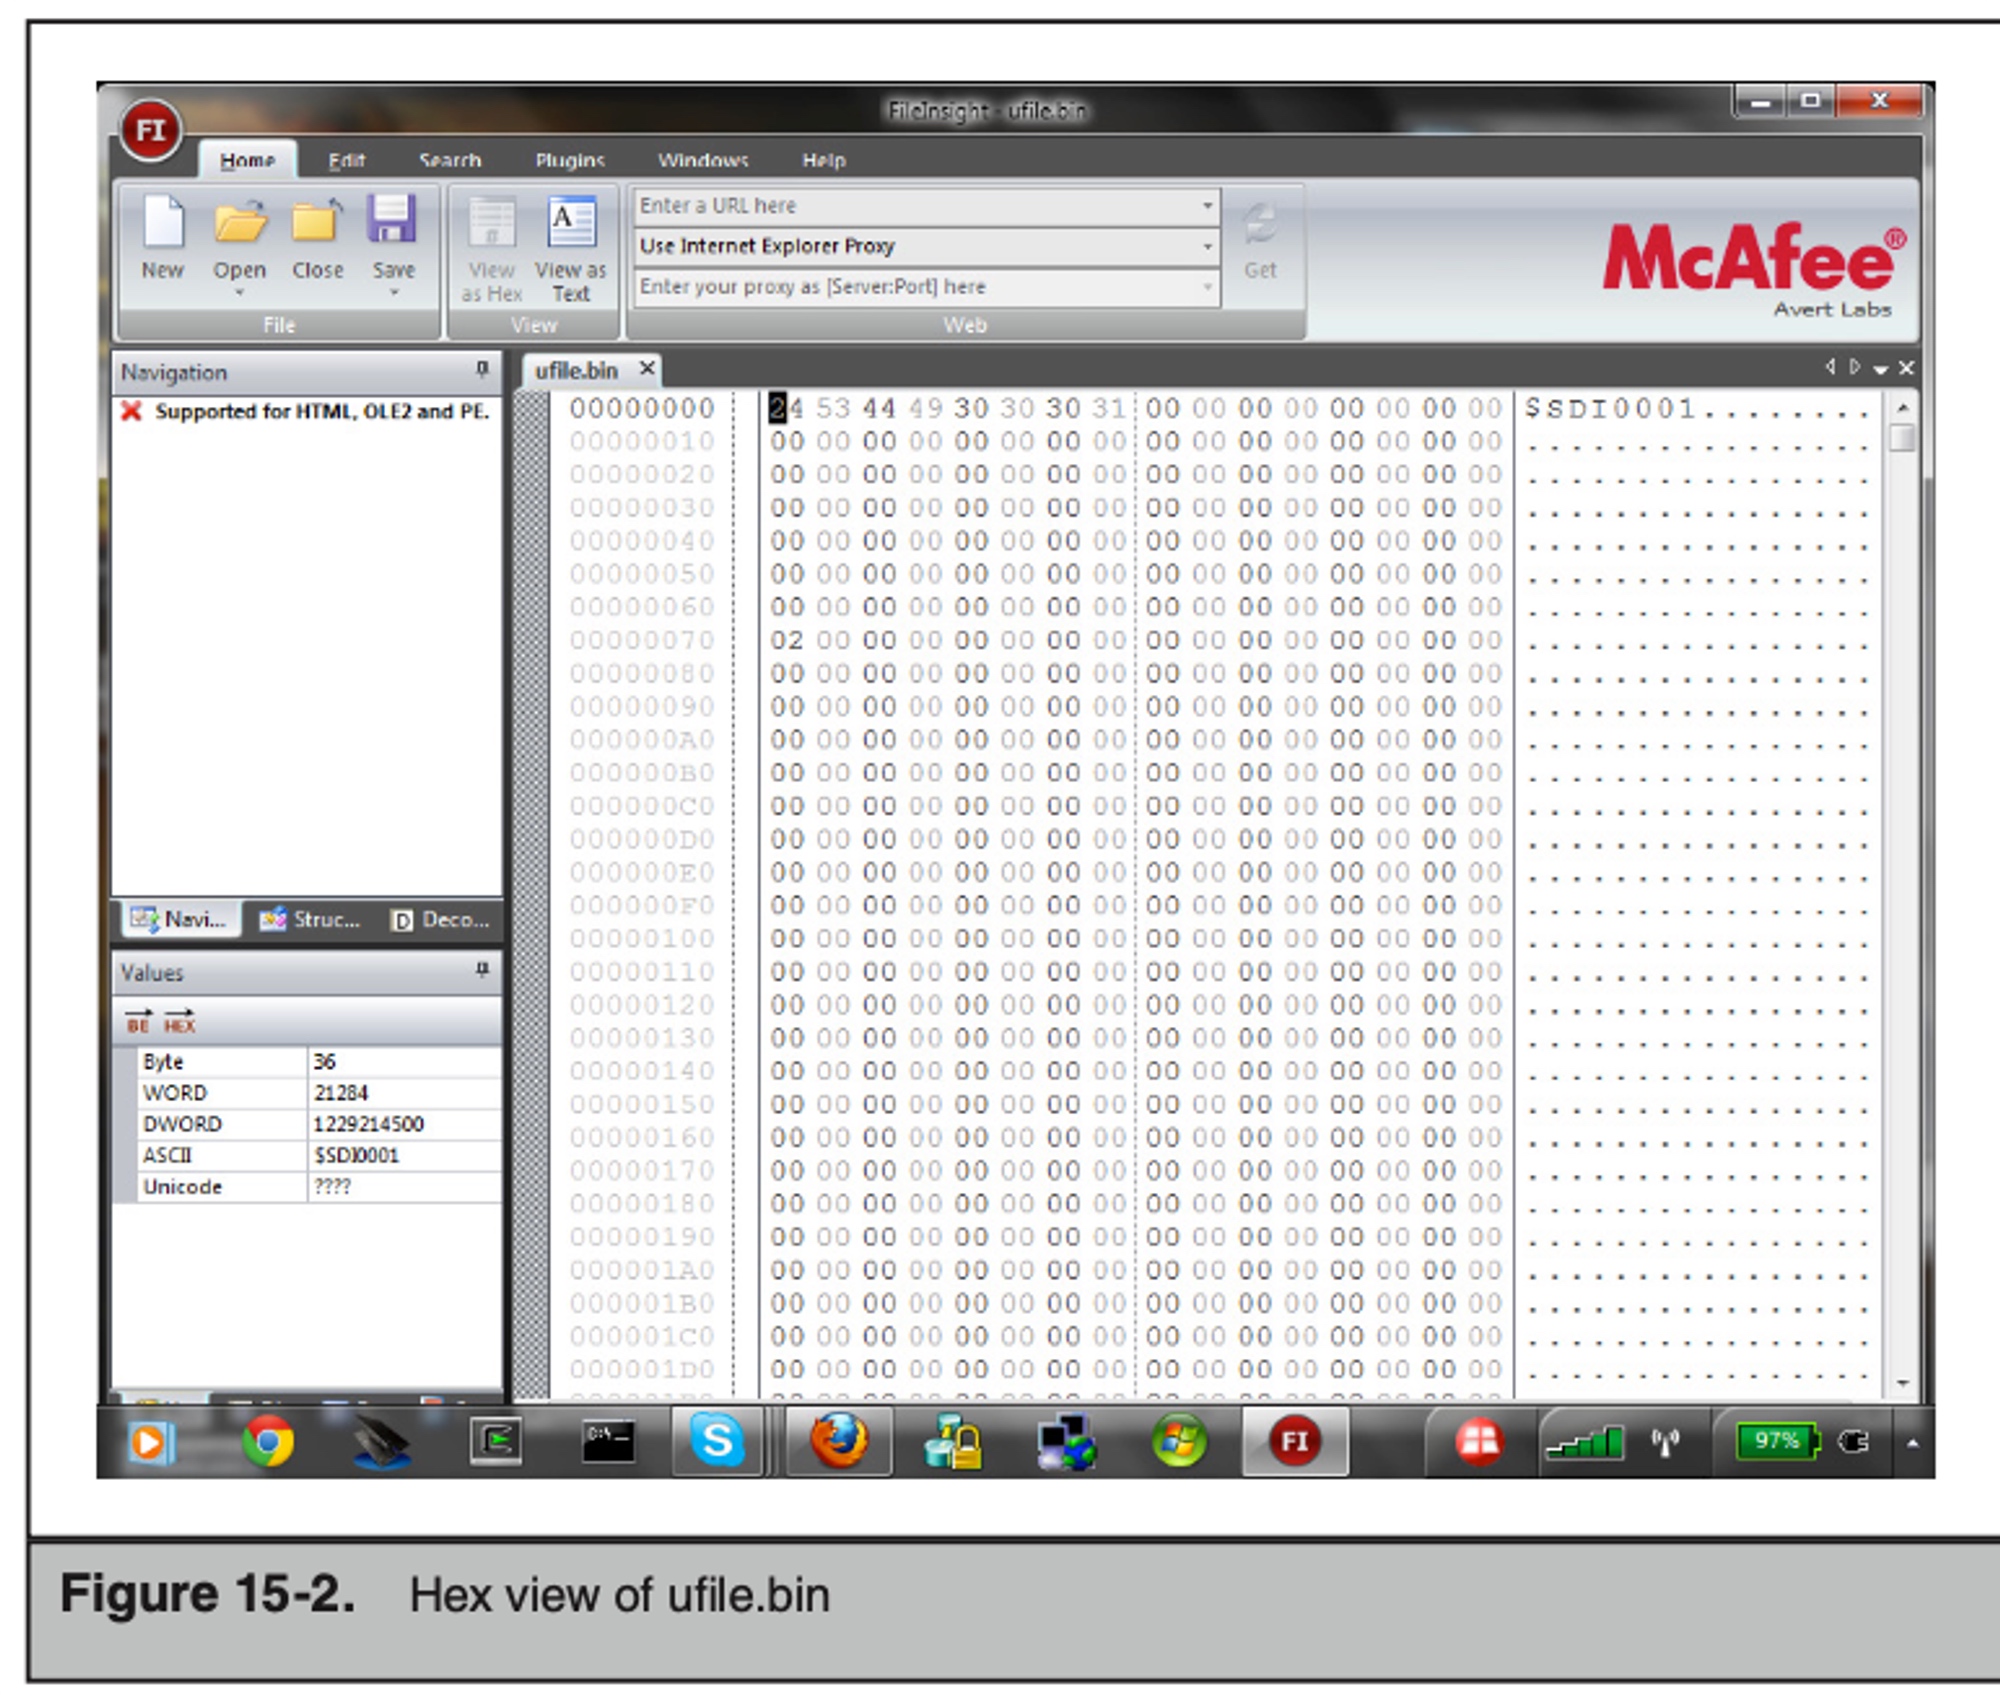 FileInsight - ufile.bin
FI
Home Edit Search Plugins Windows Help
New Open Close Save
View as Hex View as Text
Enter a URL here
Use Internet Explorer Proxy
Enter your proxy as [Server:Port] here
Get
File View Web
McAfee®
Avert Labs
Navigation
Supported for HTML, OLE2 and PE.
Navi... Struc... Deco...
Values
BE HEX
Byte 36
WORD 21284
DWORD 1229214500
ASCII $SDI0001
Unicode ????
ufile.bin
00000000 24 53 44 49 30 30 30 31 00 00 00 00 00 00 00 00 $SDI0001........
00000010 00 00 00 00 00 00 00 00 00 00 00 00 00 00 00 00 ................
00000020 00 00 00 00 00 00 00 00 00 00 00 00 00 00 00 00 ................
00000030 00 00 00 00 00 00 00 00 00 00 00 00 00 00 00 00 ................
00000040 00 00 00 00 00 00 00 00 00 00 00 00 00 00 00 00 ................
00000050 00 00 00 00 00 00 00 00 00 00 00 00 00 00 00 00 ................
00000060 00 00 00 00 00 00 00 00 00 00 00 00 00 00 00 00 ................
00000070 02 00 00 00 00 00 00 00 00 00 00 00 00 00 00 00 ................
00000080 00 00 00 00 00 00 00 00 00 00 00 00 00 00 00 00 ................
00000090 00 00 00 00 00 00 00 00 00 00 00 00 00 00 00 00 ................
000000A0 00 00 00 00 00 00 00 00 00 00 00 00 00 00 00 00 ................
000000B0 00 00 00 00 00 00 00 00 00 00 00 00 00 00 00 00 ................
000000C0 00 00 00 00 00 00 00 00 00 00 00 00 00 00 00 00 ................
000000D0 00 00 00 00 00 00 00 00 00 00 00 00 00 00 00 00 ................
000000E0 00 00 00 00 00 00 00 00 00 00 00 00 00 00 00 00 ................
000000F0 00 00 00 00 00 00 00 00 00 00 00 00 00 00 00 00 ................
00000100 00 00 00 00 00 00 00 00 00 00 00 00 00 00 00 00 ................
00000110 00 00 00 00 00 00 00 00 00 00 00 00 00 00 00 00 ................
00000120 00 00 00 00 00 00 00 00 00 00 00 00 00 00 00 00 ................
00000130 00 00 00 00 00 00 00 00 00 00 00 00 00 00 00 00 ................
00000140 00 00 00 00 00 00 00 00 00 00 00 00 00 00 00 00 ................
00000150 00 00 00 00 00 00 00 00 00 00 00 00 00 00 00 00 ................
00000160 00 00 00 00 00 00 00 00 00 00 00 00 00 00 00 00 ................
00000170 00 00 00 00 00 00 00 00 00 00 00 00 00 00 00 00 ................
00000180 00 00 00 00 00 00 00 00 00 00 00 00 00 00 00 00 ................
00000190 00 00 00 00 00 00 00 00 00 00 00 00 00 00 00 00 ................
000001A0 00 00 00 00 00 00 00 00 00 00 00 00 00 00 00 00 ................
000001B0 00 00 00 00 00 00 00 00 00 00 00 00 00 00 00 00 ................
000001C0 00 00 00 00 00 00 00 00 00 00 00 00 00 00 00 00 ................
000001D0 00 00 00 00 00 00 00 00 00 00 00 00 00 00 00 00 ................
FI
97%
Figure 15-2. Hex view of ufile.bin